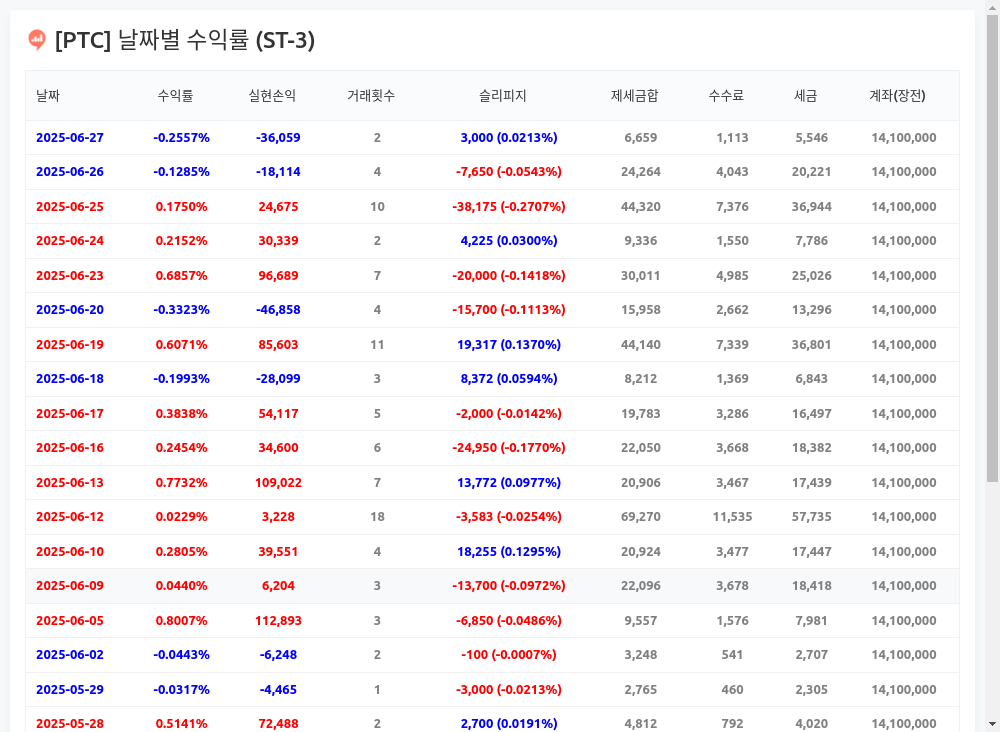 [PTC] 날짜별 수익률 (ST-3)
날짜 수익률 실현손익 거래횟수 슬리피지 제세금합 수수료 세금 계좌(장전)
2025-06-27 -0.2557% -36,059 2 3,000 (0.0213%) 6,659 1,113 5,546 14,100,000
2025-06-26 -0.1285% -18,114 4 -7,650 (-0.0543%) 24,264 4,043 20,221 14,100,000
2025-06-25 0.1750% 24,675 10 -38,175 (-0.2707%) 44,320 7,376 36,944 14,100,000
2025-06-24 0.2152% 30,339 2 4,225 (0.0300%) 9,336 1,550 7,786 14,100,000
2025-06-23 0.6857% 96,689 7 -20,000 (-0.1418%) 30,011 4,985 25,026 14,100,000
2025-06-20 -0.3323% -46,858 4 -15,700 (-0.1113%) 15,958 2,662 13,296 14,100,000
2025-06-19 0.6071% 85,603 11 19,317 (0.1370%) 44,140 7,339 36,801 14,100,000
2025-06-18 -0.1993% -28,099 3 8,372 (0.0594%) 8,212 1,369 6,843 14,100,000
2025-06-17 0.3838% 54,117 5 -2,000 (-0.0142%) 19,783 3,286 16,497 14,100,000
2025-06-16 0.2454% 34,600 6 -24,950 (-0.1770%) 22,050 3,668 18,382 14,100,000
2025-06-13 0.7732% 109,022 7 13,772 (0.0977%) 20,906 3,467 17,439 14,100,000
2025-06-12 0.0229% 3,228 18 -3,583 (-0.0254%) 69,270 11,535 57,735 14,100,000
2025-06-10 0.2805% 39,551 4 18,255 (0.1295%) 20,924 3,477 17,447 14,100,000
2025-06-09 0.0440% 6,204 3 -13,700 (-0.0972%) 22,096 3,678 18,418 14,100,000
2025-06-05 0.8007% 112,893 3 -6,850 (-0.0486%) 9,557 1,576 7,981 14,100,000
2025-06-02 -0.0443% -6,248 2 -100 (-0.0007%) 3,248 541 2,707 14,100,000
2025-05-29 -0.0317% -4,465 1 -3,000 (-0.0213%) 2,765 460 2,305 14,100,000
2025-05-28 0.5141% 72,488 2 2,700 (0.0191%) 4,812 792 4,020 14,100,000